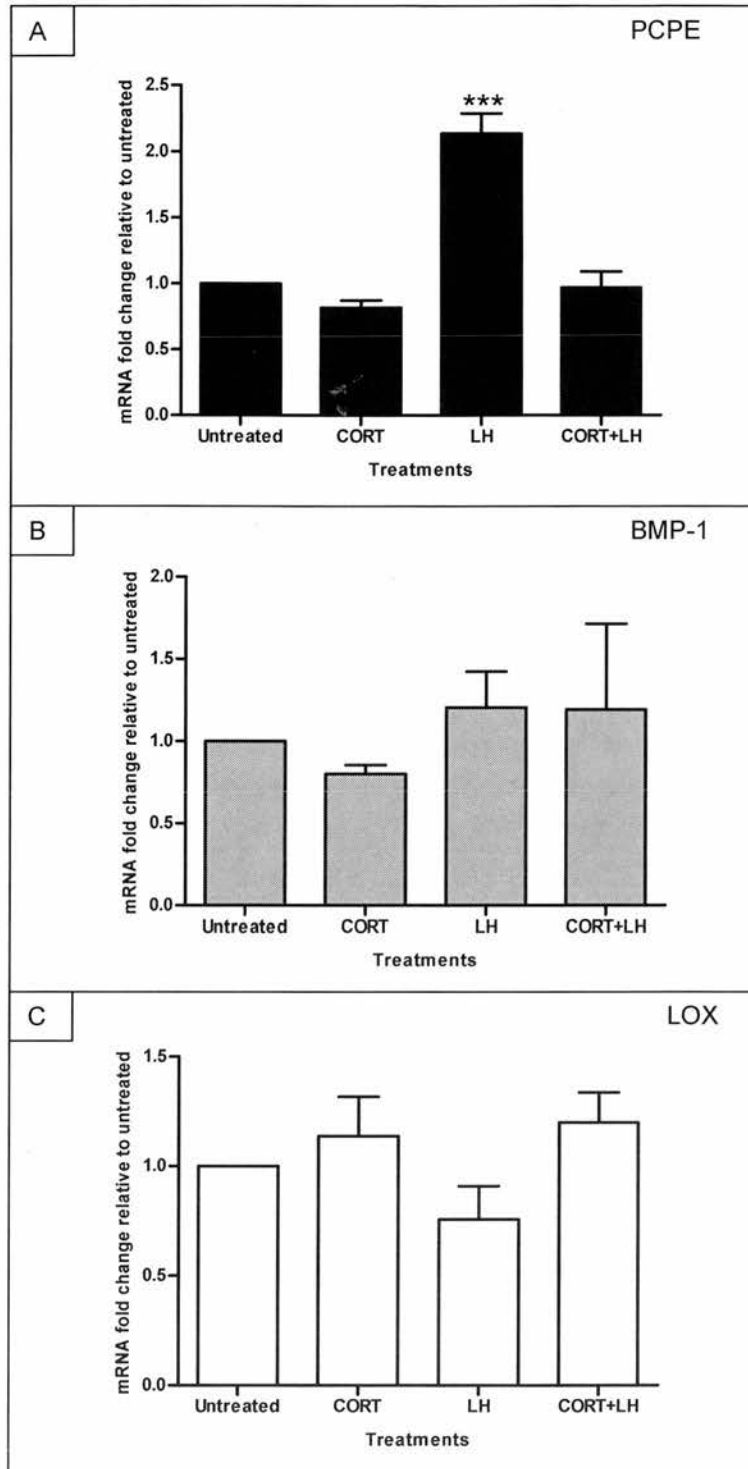 A
PCPE
mRNA fold change relative to untreated
2.5
2.0
1.5
1.0
0.5
0.0
***
Untreated CORT LH CORT+LH
Treatments
B
BMP-1
mRNA fold change relative to untreated
2.0
1.5
1.0
0.5
0.0
Untreated CORT LH CORT+LH
Treatments
C
LOX
mRNA fold change relative to untreated
1.5
1.0
0.5
0.0
Untreated CORT LH CORT+LH
Treatments